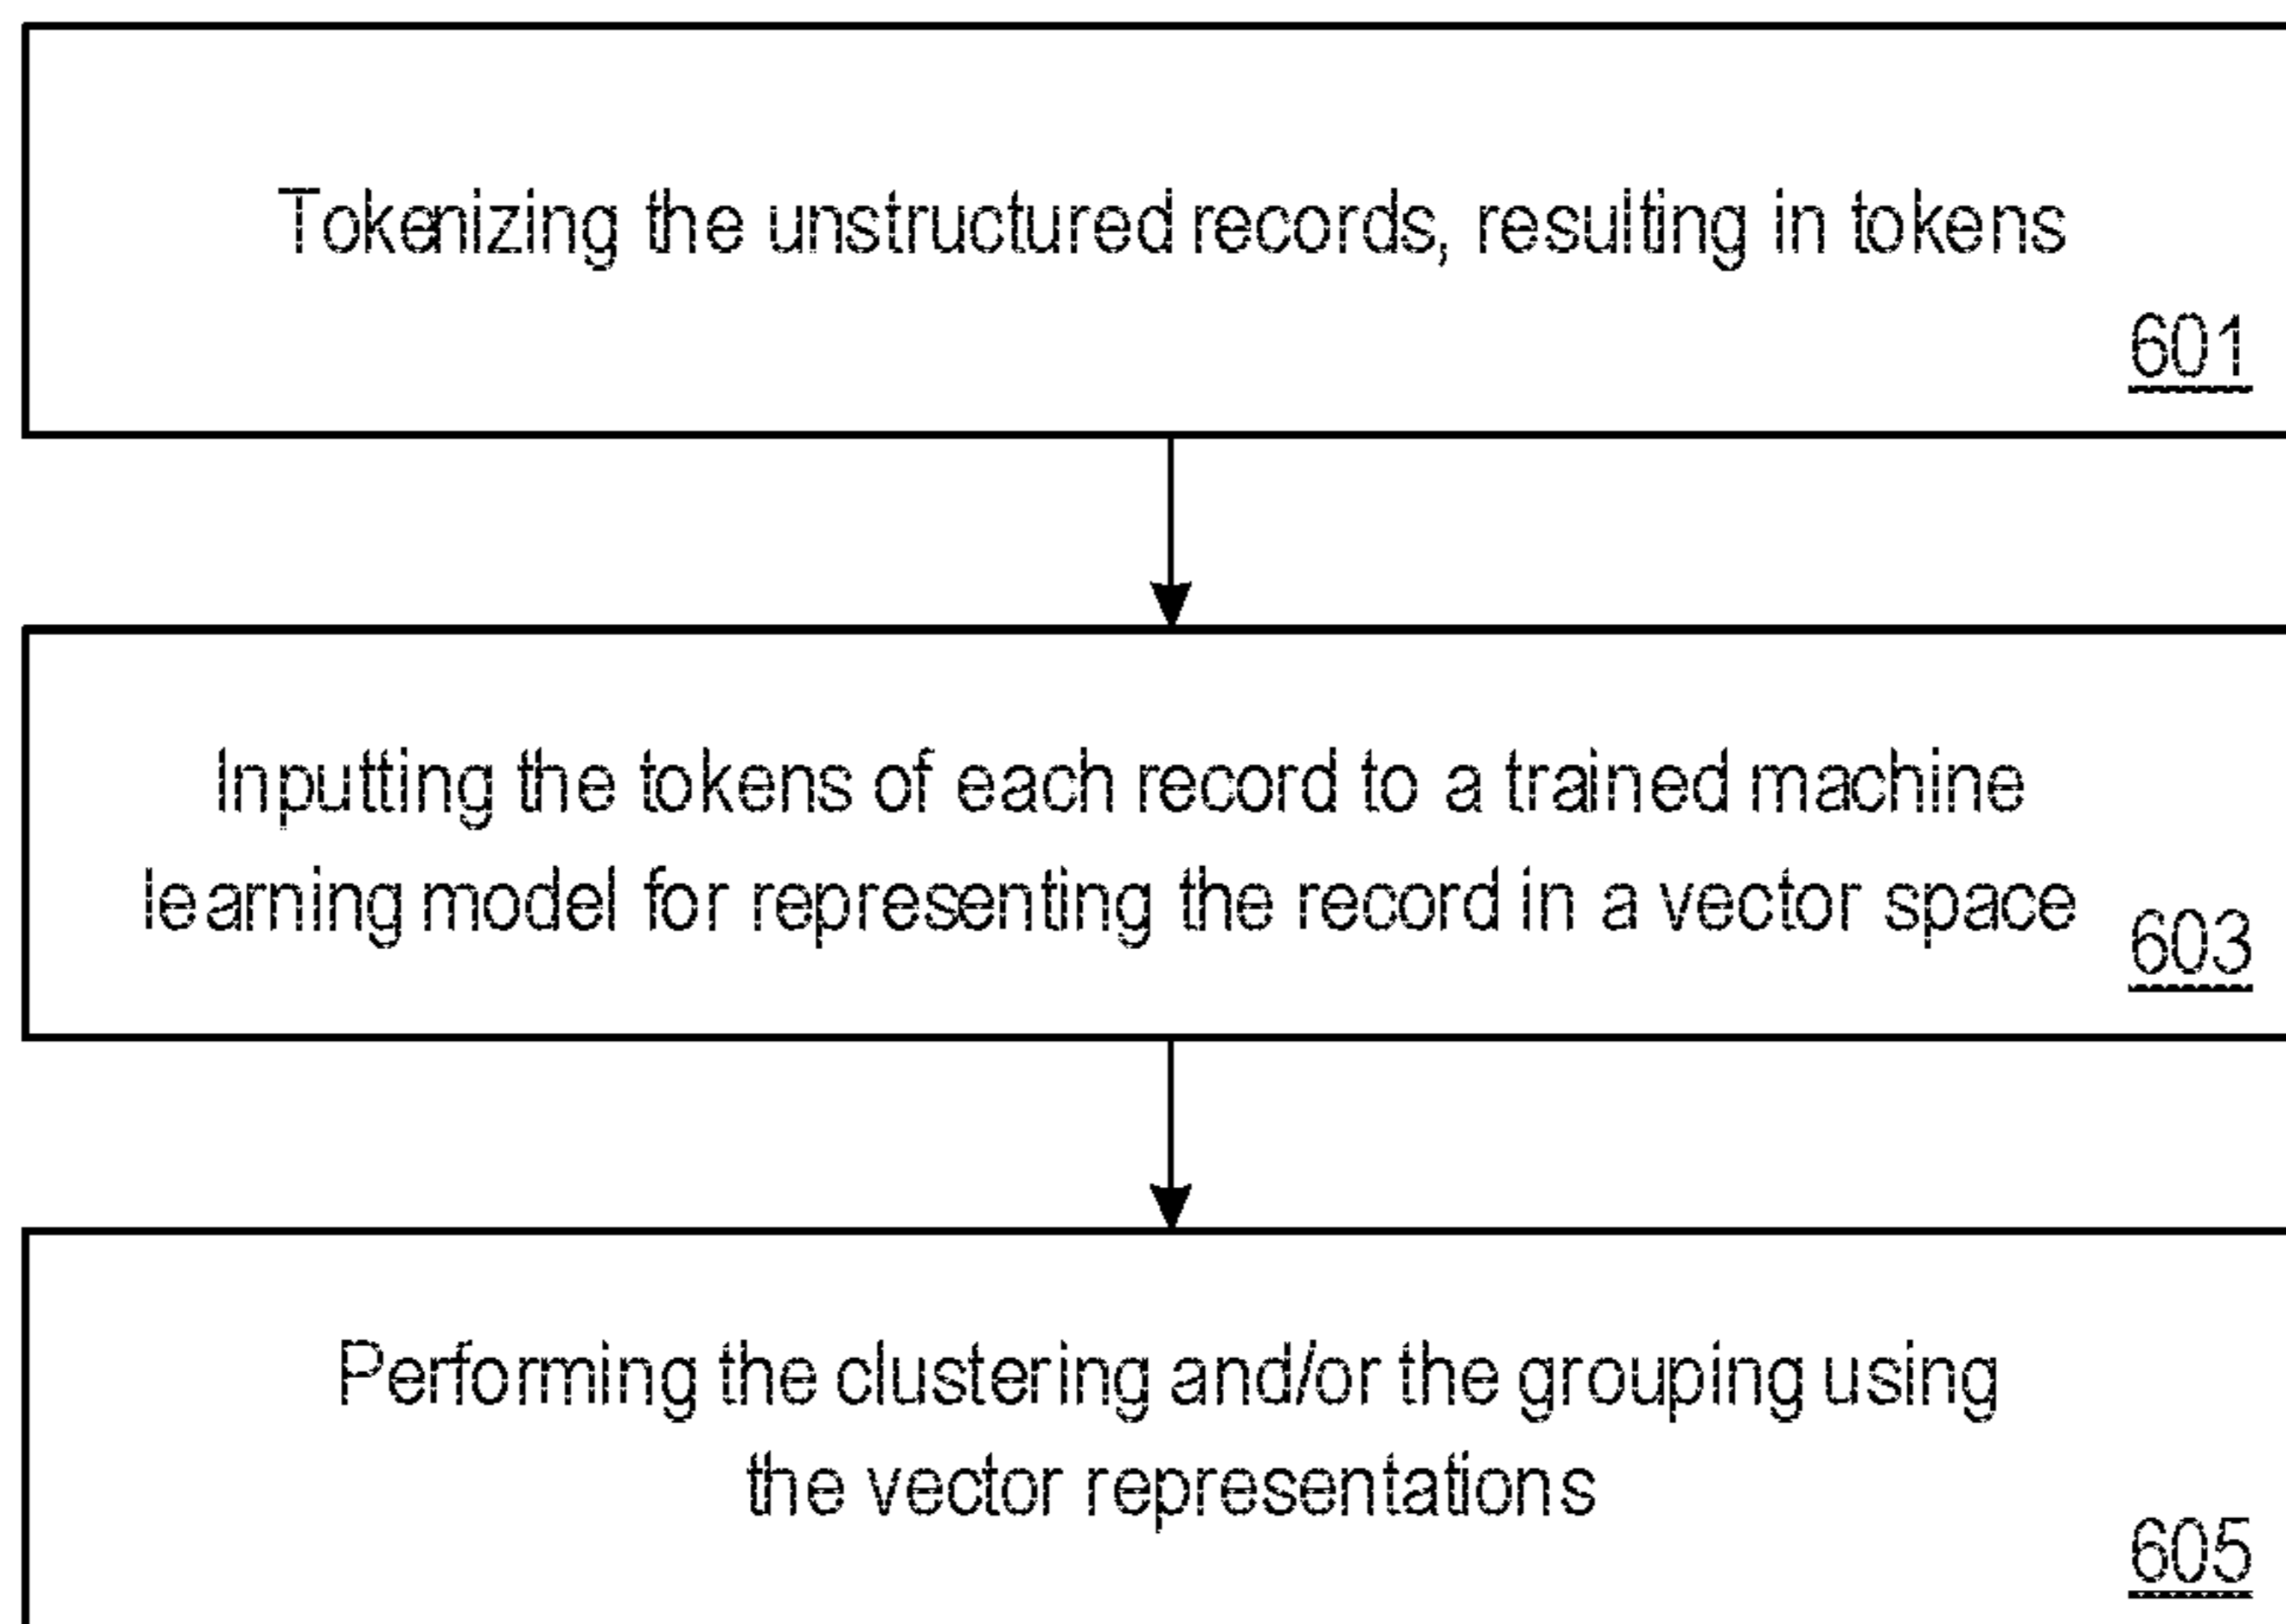 Tokenizing the unstructured records, resulting in tokens
601
Inputting the tokens of each record to a trained machine
learning model for representing the record in a vector space
603
Performing the clustering and/or the grouping using
the vector representations
605